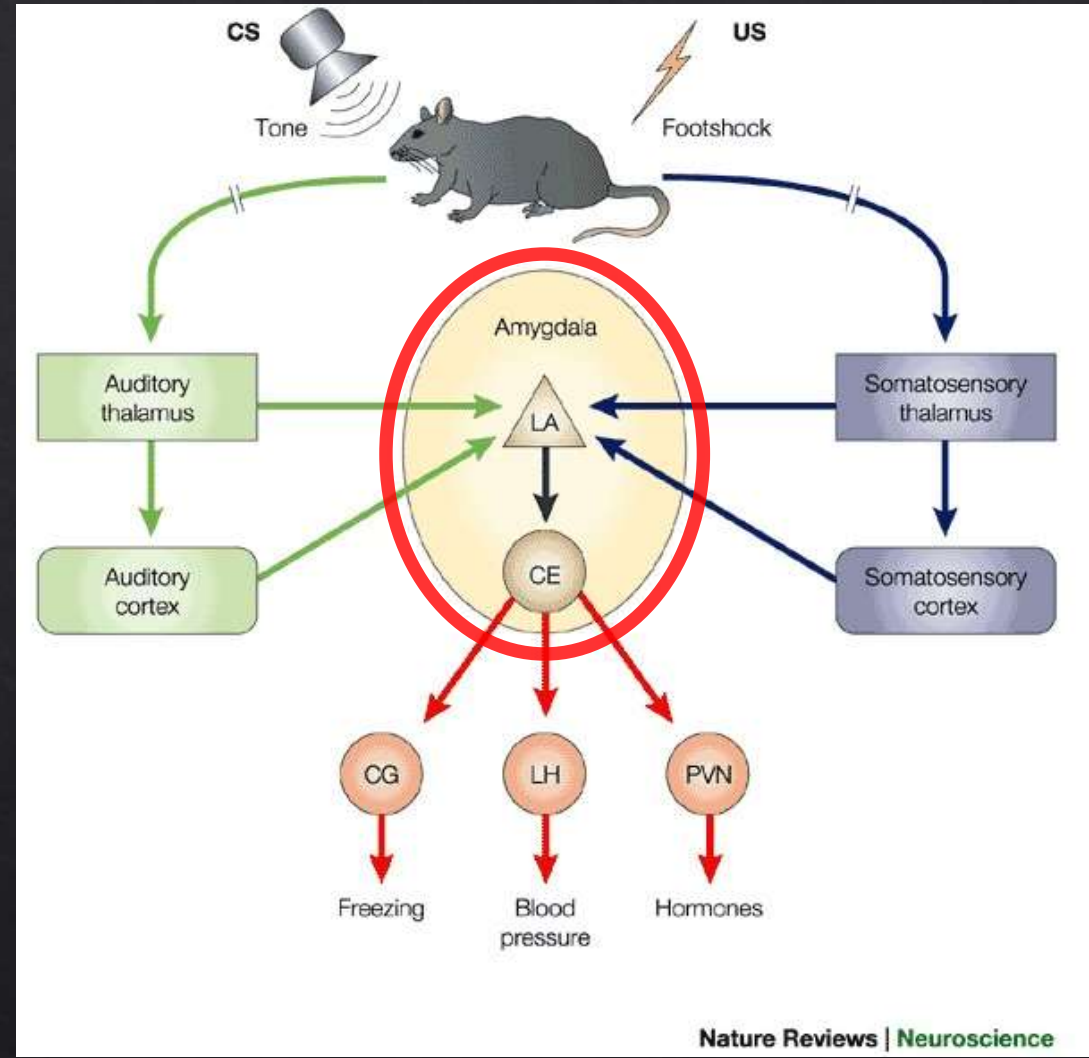 CS
US
Tone
Footshock
Amygdala
Auditory
thalamus
LA
Somatosensory
thalamus
Auditory
cortex
CE
Somatosensory
cortex
CG
LH
PVN
Freezing
Blood
pressure
Hormones
Nature Reviews | Neuroscience